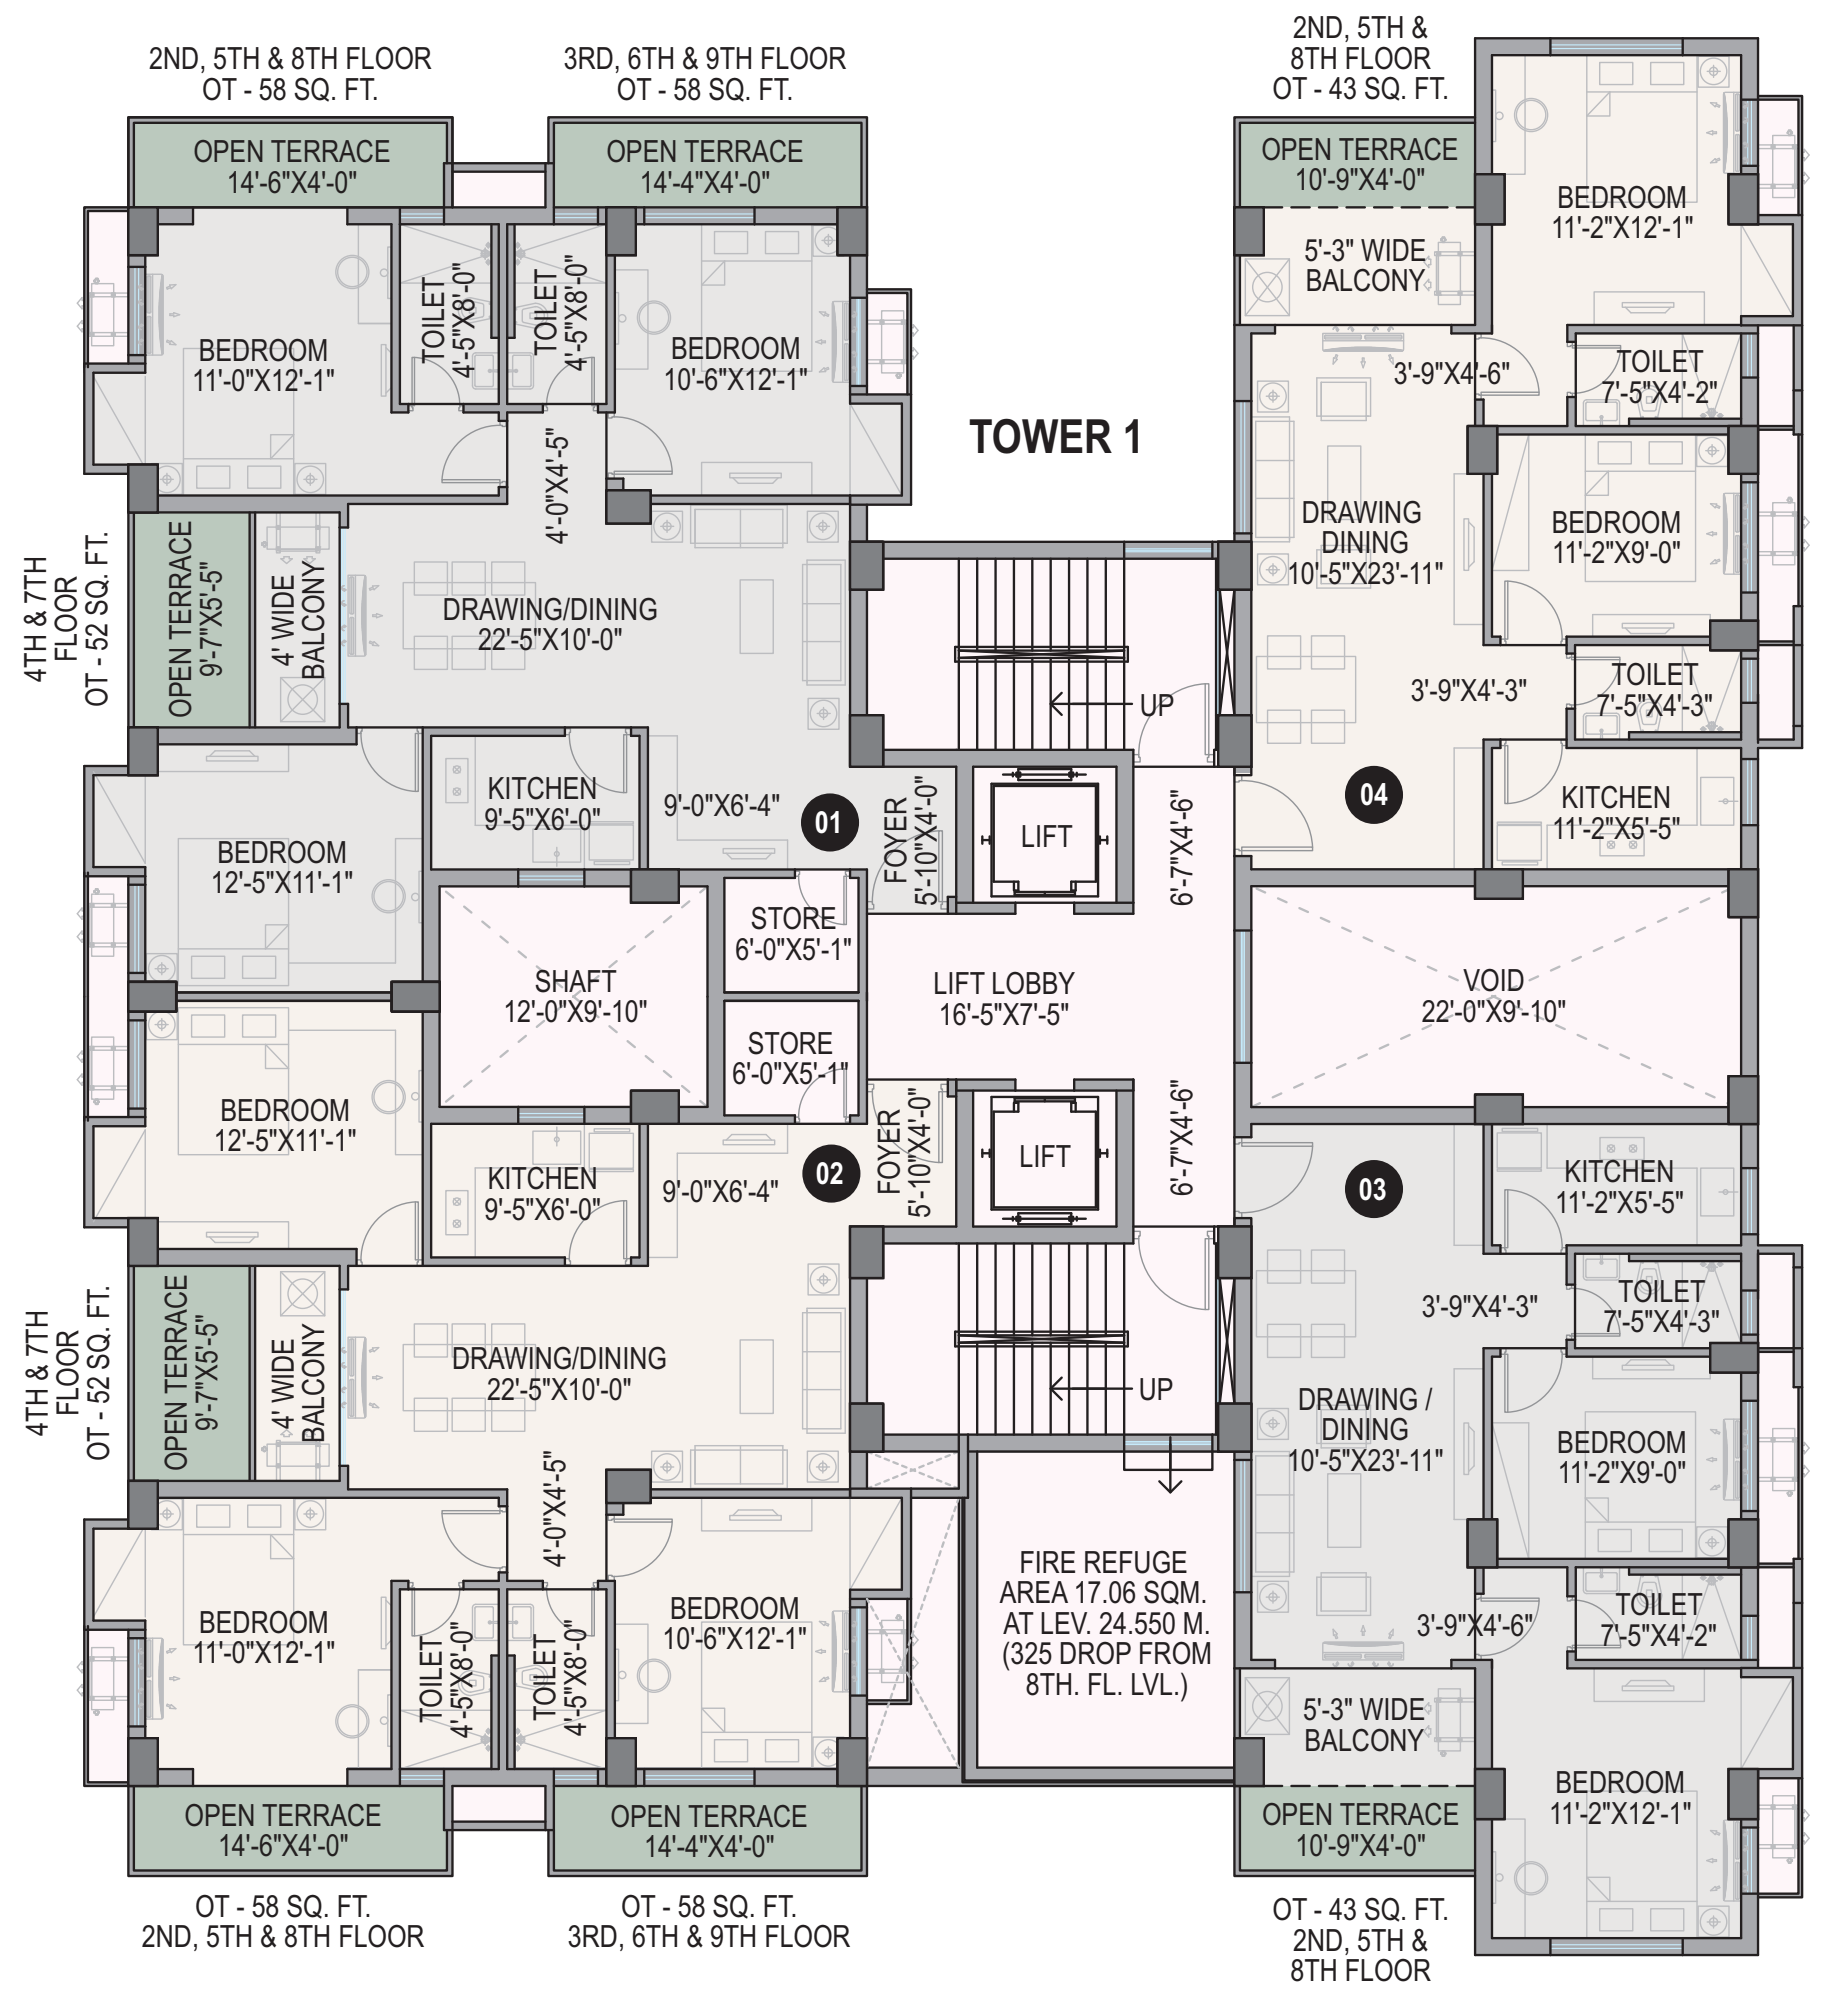 2ND, 5TH & 8TH FLOOR
OT - 58 SQ. FT.
3RD, 6TH & 9TH FLOOR
OT - 58 SQ. FT.
2ND, 5TH &
8TH FLOOR
OT - 43 SQ. FT.
OPEN TERRACE
14'-6"X4'-0"
OPEN TERRACE
14'-4"X4'-0"
OPEN TERRACE
10'-9"X4'-0"
BEDROOM
11'-2"X12'-1"
5'-3" WIDE
BALCONY
TOILET
4'-5"X8'-0"
TOILET
4'-5"X8'-0"
BEDROOM
11'-0"X12'-1"
BEDROOM
10'-6"X12'-1"
3'-9"X4'-6"
TOILET
7'-5"X4'-2"
TOWER 1
4'-0"X4'-5"
4TH & 7TH
FLOOR
OT - 52 SQ. FT.
OPEN TERRACE
9'-7"X5'-5"
4' WIDE
BALCONY
DRAWING/DINING
22'-5"X10'-0"
DRAWING
DINING
10'-5"X23'-11"
BEDROOM
11'-2"X9'-0"
UP
3'-9"X4'-3"
TOILET
7'-5"X4'-3"
KITCHEN
9'-5"X6'-0"
9'-0"X6'-4"
01
FOYER
5'-10"X4'-0"
LIFT
6'-7"X4'-6"
04
KITCHEN
11'-2"X5'-5"
BEDROOM
12'-5"X11'-1"
STORE
6'-0"X5'-1"
SHAFT
12'-0"X9'-10"
LIFT LOBBY
16'-5"X7'-5"
VOID
22'-0"X9'-10"
STORE
6'-0"X5'-1"
BEDROOM
12'-5"X11'-1"
KITCHEN
9'-5"X6'-0"
9'-0"X6'-4"
02
FOYER
5'-10"X4'-0"
LIFT
6'-7"X4'-6"
03
KITCHEN
11'-2"X5'-5"
4TH & 7TH
FLOOR
OT - 52 SQ. FT.
OPEN TERRACE
9'-7"X5'-5"
4' WIDE
BALCONY
DRAWING/DINING
22'-5"X10'-0"
UP
3'-9"X4'-3"
TOILET
7'-5"X4'-3"
DRAWING /
DINING
10'-5"X23'-11"
BEDROOM
11'-2"X9'-0"
4'-0"X4'-5"
BEDROOM
11'-0"X12'-1"
TOILET
4'-5"X8'-0"
TOILET
4'-5"X8'-0"
BEDROOM
10'-6"X12'-1"
FIRE REFUGE
AREA 17.06 SQM.
AT LEV. 24.550 M.
(325 DROP FROM
8TH. FL. LVL.)
3'-9"X4'-6"
TOILET
7'-5"X4'-2"
5'-3" WIDE
BALCONY
BEDROOM
11'-2"X12'-1"
OPEN TERRACE
14'-6"X4'-0"
OPEN TERRACE
14'-4"X4'-0"
OPEN TERRACE
10'-9"X4'-0"
OT - 58 SQ. FT.
2ND, 5TH & 8TH FLOOR
OT - 58 SQ. FT.
3RD, 6TH & 9TH FLOOR
OT - 43 SQ. FT.
2ND, 5TH &
8TH FLOOR